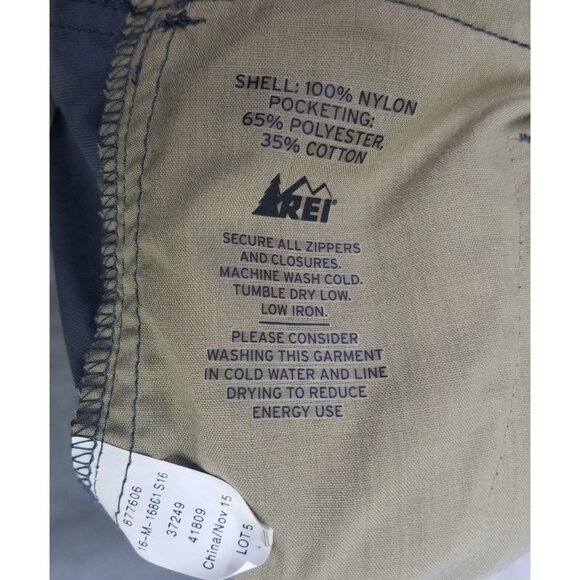 SHELL: 100% NYLON
POCKETING:
65% POLYESTER,
35% COTTON
REI®
SECURE ALL ZIPPERS
AND CLOSURES.
MACHINE WASH COLD.
TUMBLE DRY LOW.
LOW IRON.
PLEASE CONSIDER
WASHING THIS GARMENT
IN COLD WATER AND LINE
DRYING TO REDUCE
ENERGY USE
877606
16-M-16801 S16
37249
41809
China/Nov 15
LOT 5